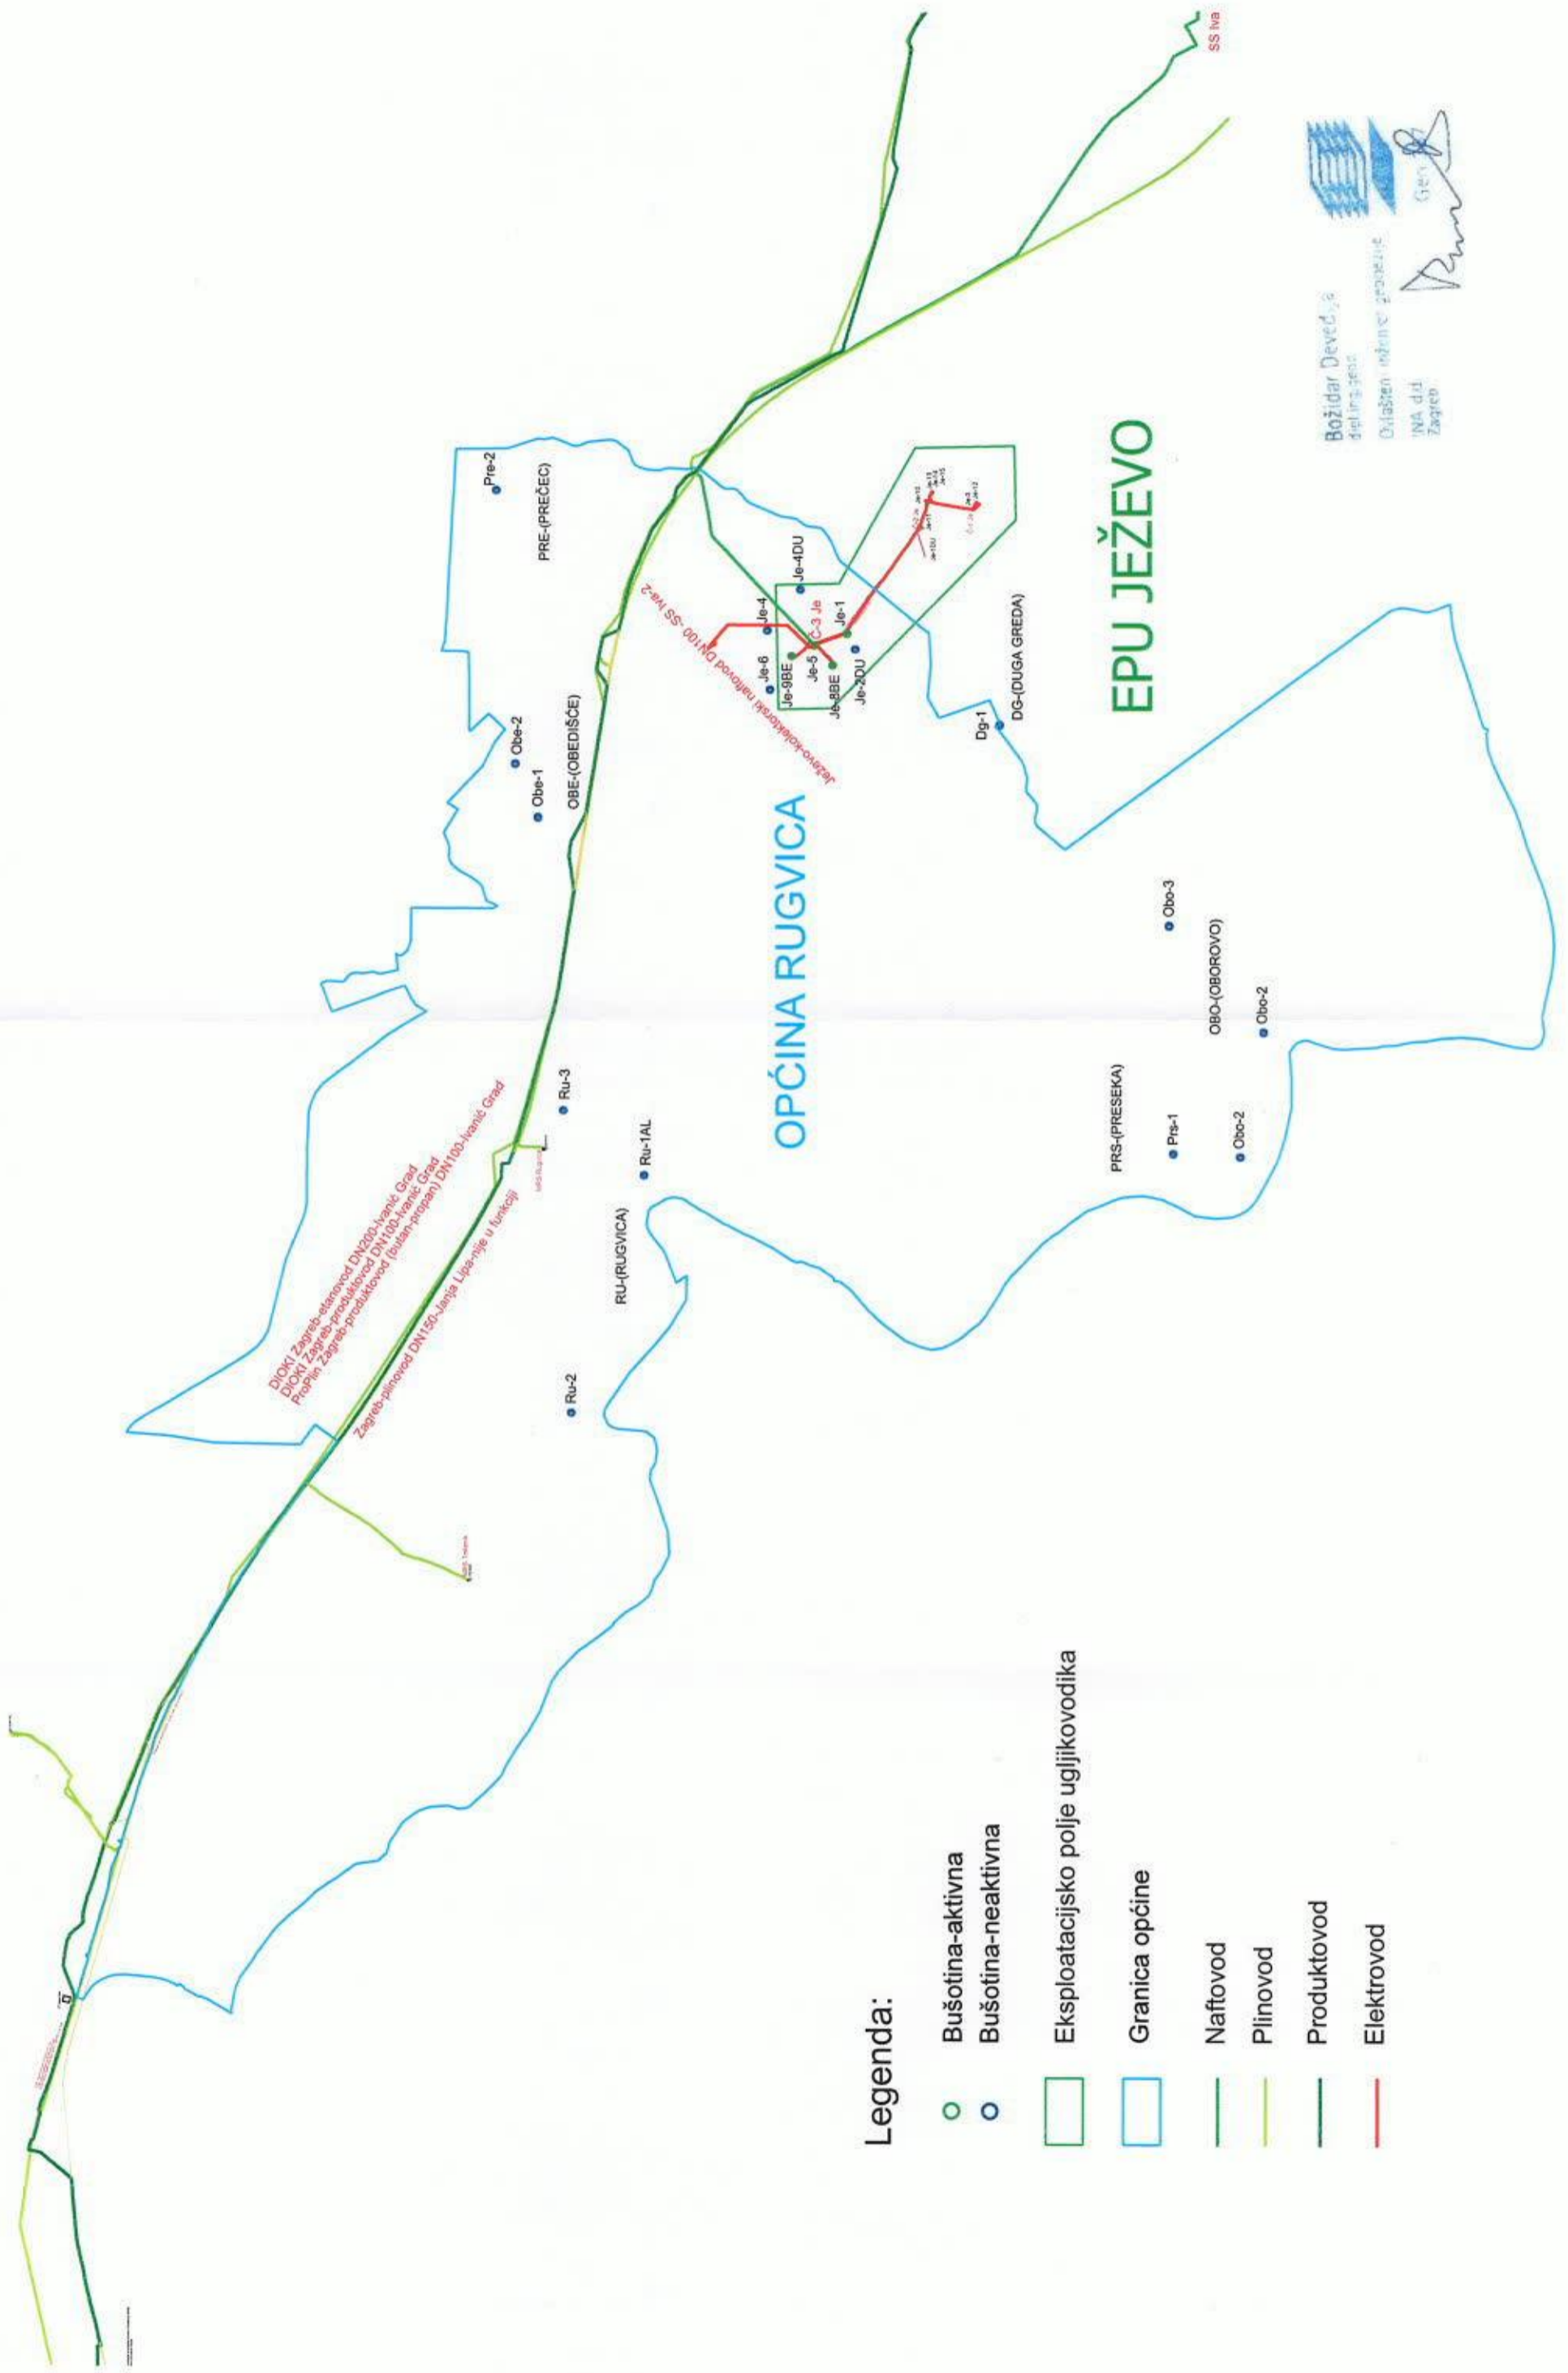 DIOKI Zagreb-etanovod DN200-Ivanić Grad
DIOKI Zagreb-produktovod DN100-Ivanić Grad
ProPlin Zagreb-produktovod (butan-propan) DN100-Ivanić Grad
Zagreb-plinovod DN150-Janja Lipa-nije u funkciji
Pre-2
PRE-(PREČEC)
Obe-2
Obe-1
OBE-(OBEDIŠĆE)
Ru-3
Ru-1AL
RU-(RUGVICA)
Ru-2
Ježevo-kolektorski naftovod DN100 -SS Iva-2
Je-4
Je-4DU
Je-6
Je-9BE
Je-5
Č-3 Je
Je-1
Je-8BE
Je-2DU
Dg-1
DG-(DUGA GREDA)
OPĆINA RUGVICA
EPU JEŽEVO
SS Iva
PRS-(PRESEKA)
Prs-1
Obo-3
OBO-(OBOROVO)
Obo-2
Obo-2
Legenda:
Bušotina-aktivna
Bušotina-neaktivna
Eksploatacijsko polje ugljikovodika
Granica općine
Naftovod
Plinovod
Produktovod
Elektrovod
Božidar
INA d.d.
Zagreb